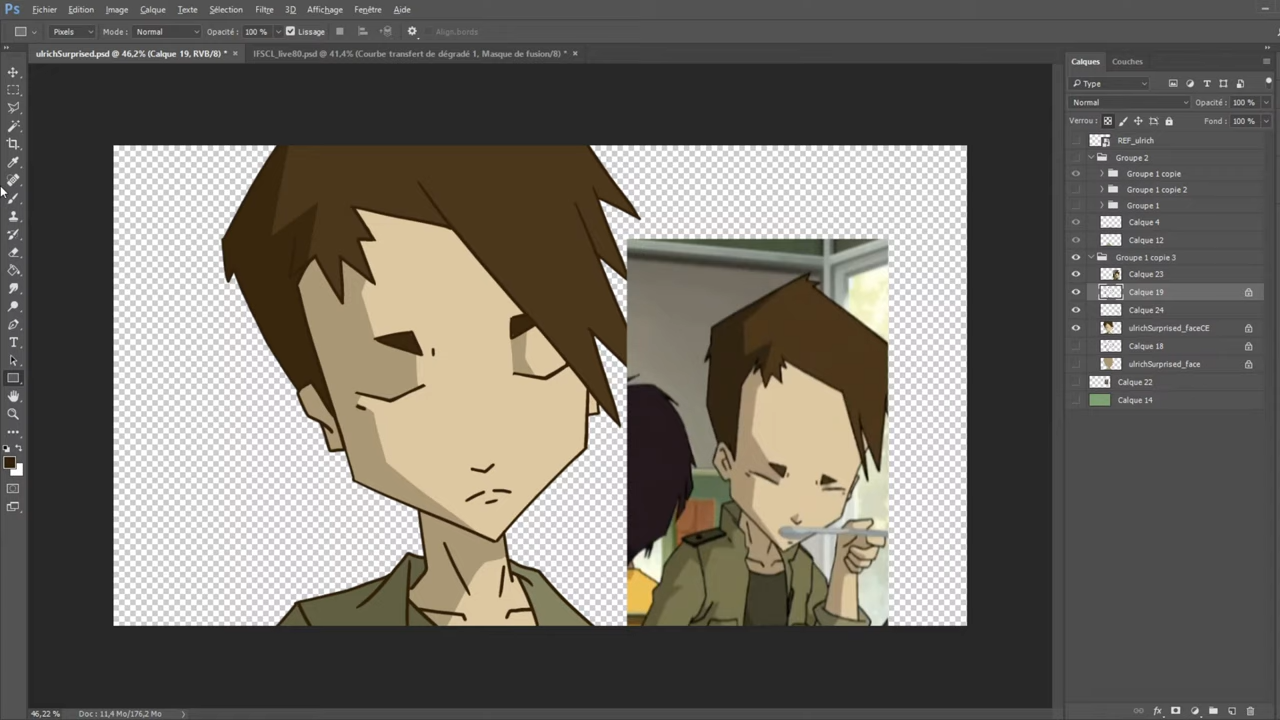 Ps Fichier Edition Image Calque Texte Sélection Filtre 3D Affichage Fenêtre Aide
Pixels Mode : Normal Opacité : 100 % Lissage Align.bords
ulrichSurprised.psd @ 46,2% (Calque 19, RVB/8) * × IFSCL_live80.psd @ 41,4% (Courbe transfert de dégradé 1, Masque de fusion/8) * ×
Calques Couches
Type
Normal Opacité : 100 %
Verrou : Fond : 100 %
REF_ulrich
Groupe 2
Groupe 1 copie
Groupe 1 copie 2
Groupe 1
Calque 4
Calque 12
Groupe 1 copie 3
Calque 23
Calque 19
Calque 24
ulrichSurprised_faceCE
Calque 18
ulrichSurprised_face
Calque 22
Calque 14
46,22 % Doc : 11,4 Mo/176,2 Mo
fx